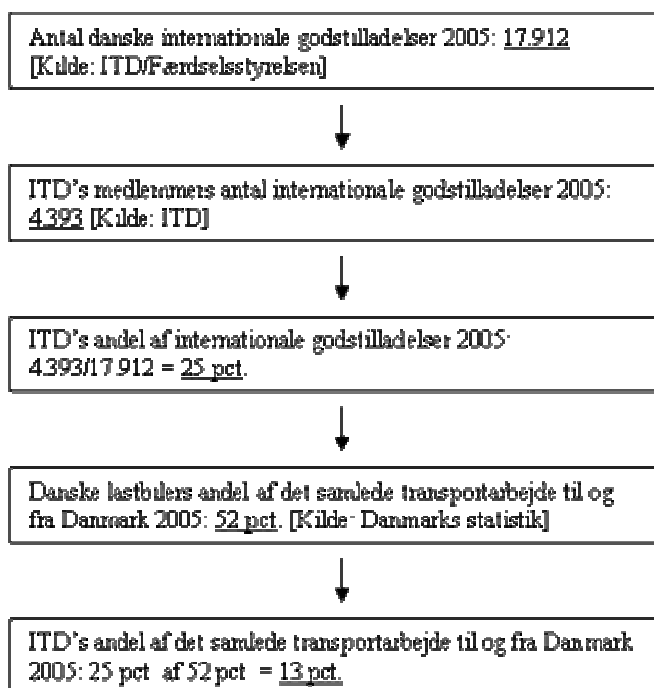 Antal danske internationale godstilladelser 2005: 17.912
[Kilde: ITD/Færdselsstyrelsen]
ITD's medlemmers antal internationale godstilladelser 2005:
4.393 [Kilde: ITD]
ITD's andel af internationale godstilladelser 2005:
4.393/17.912 = 25 pct.
Danske lastbilers andel af det samlede transportarbejde til og
fra Danmark 2005: 52 pct. [Kilde: Danmarks statistik]
ITD's andel af det samlede transportarbejde til og fra Danmark
2005: 25 pct af 52 pct = 13 pct.